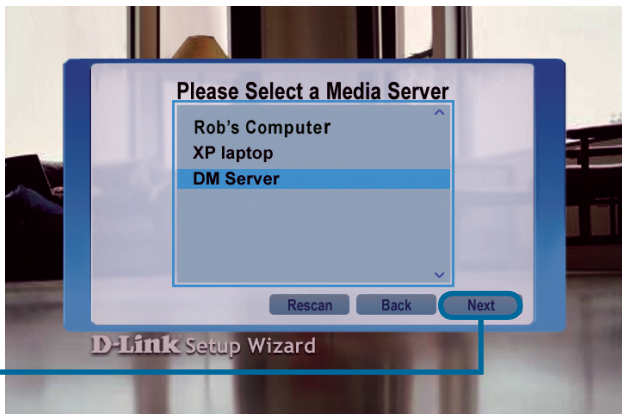 Please Select a Media Server
Rob's Computer
XP laptop
DM Server
Rescan Back Next
D-Link Setup Wizard